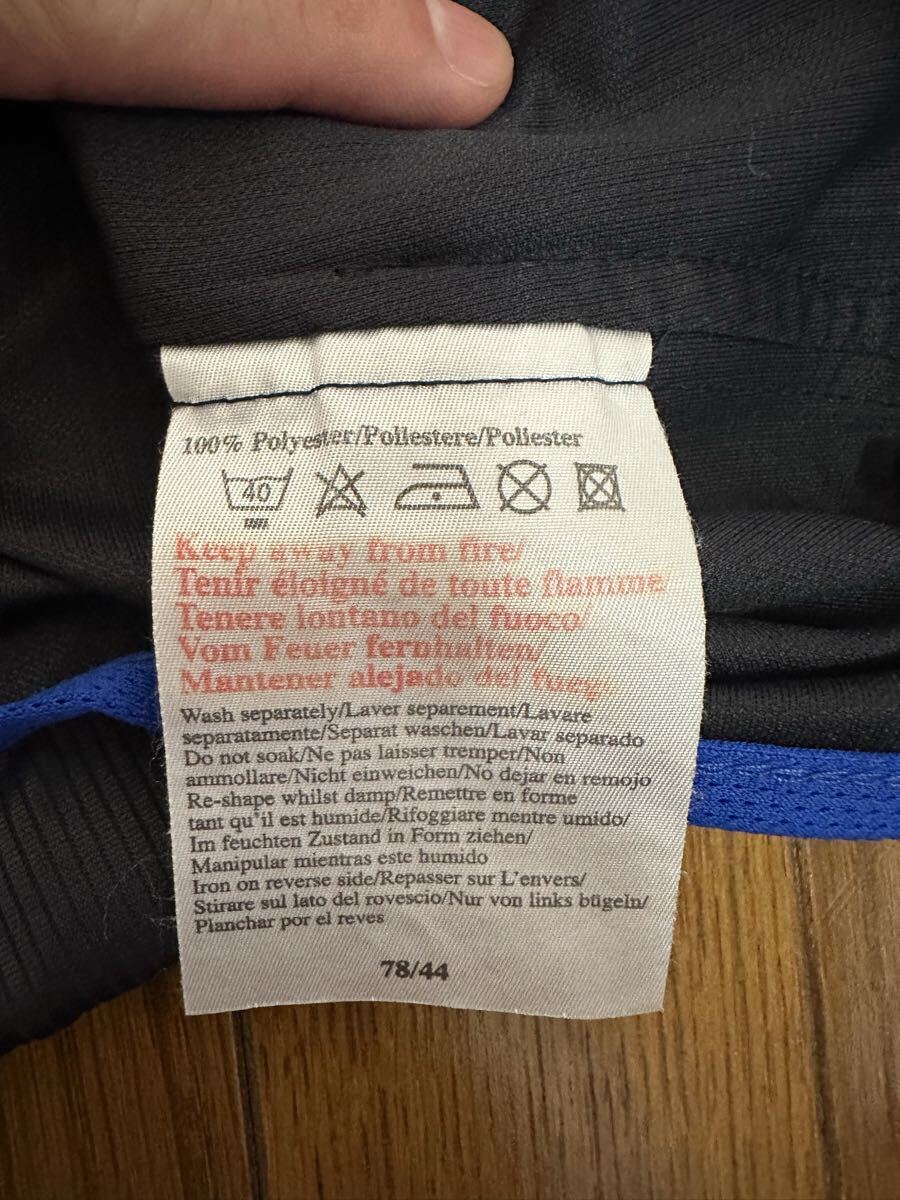 100% Polyester/Poliestere/Poliester
40
Keep away from fire/
Tenir éloigné de toute flamme/
Tenere lontano del fuoco/
Vom Feuer fernhalten/
Mantener alejado del fuego
Wash separately/Laver separement/Lavare
separatamente/Separat waschen/Lavar separado
Do not soak/Ne pas laisser tremper/Non
ammollare/Nicht einweichen/No dejar en remojo
Re-shape whilst damp/Remettre en forme
tant qu'il est humide/Rifoggiare mentre umido/
Im feuchten Zustand in Form ziehen/
Manipular mientras este humido
Iron on reverse side/Repasser sur L'envers/
Stirare sul lato del rovescio/Nur von links bügeln/
Planchar por el reves
78/44